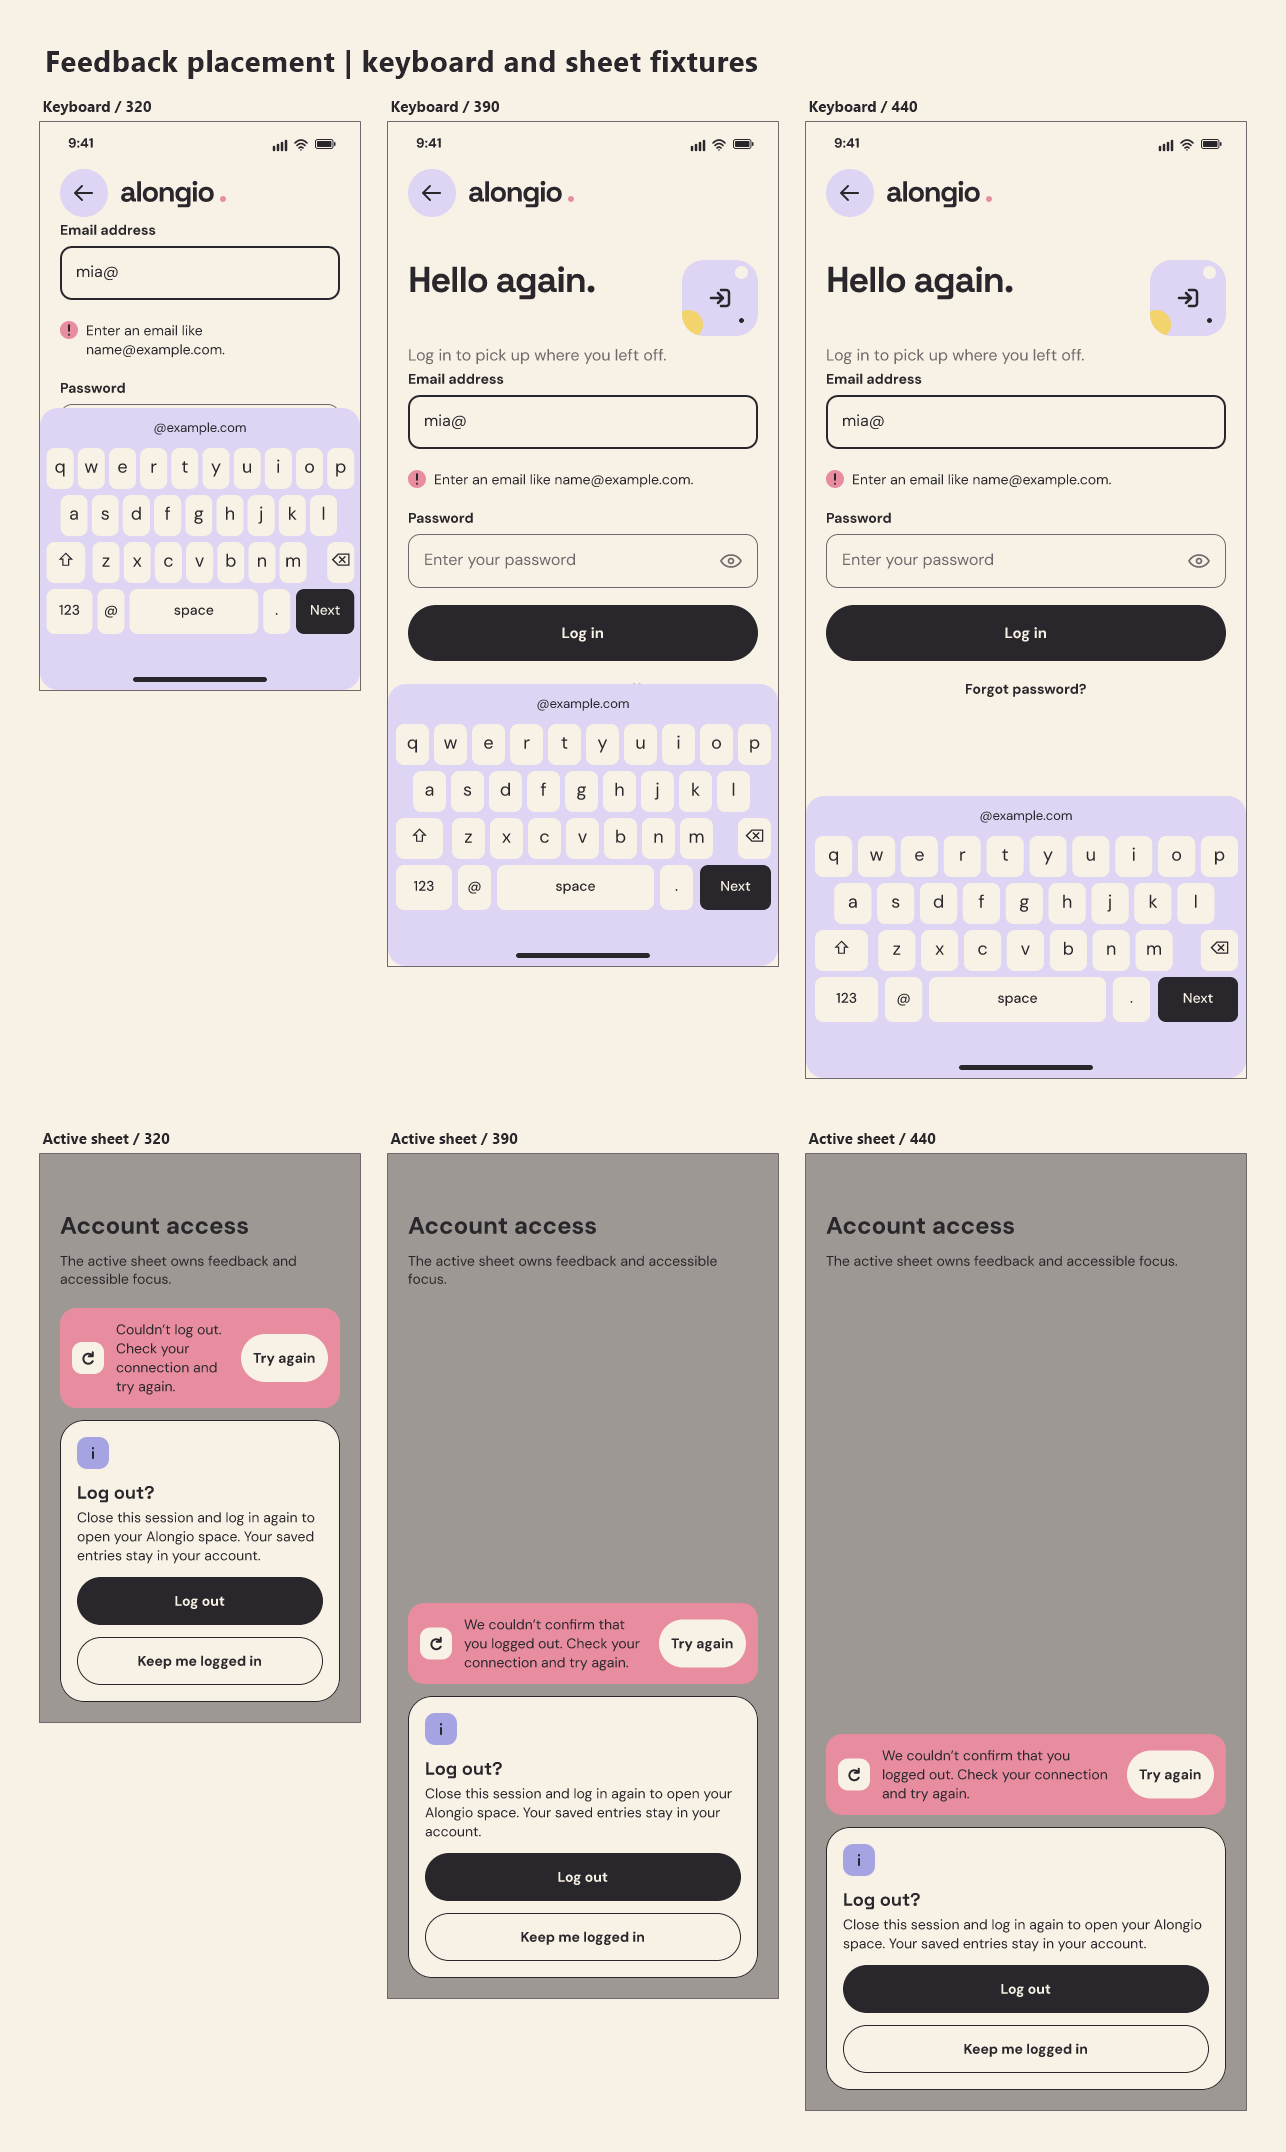 Feedback placement | keyboard and sheet fixtures
Keyboard / 320
9:41
alongio.
Email address
mia@
! Enter an email like
name@example.com.
Password
@example.com
q w e r t y u i o p
a s d f g h j k l
z x c v b n m
123 @ space . Next
Keyboard / 390
9:41
alongio.
Hello again.
Log in to pick up where you left off.
Email address
mia@
! Enter an email like name@example.com.
Password
Enter your password
Log in
@example.com
q w e r t y u i o p
a s d f g h j k l
z x c v b n m
123 @ space . Next
Keyboard / 440
9:41
alongio.
Hello again.
Log in to pick up where you left off.
Email address
mia@
! Enter an email like name@example.com.
Password
Enter your password
Log in
Forgot password?
@example.com
q w e r t y u i o p
a s d f g h j k l
z x c v b n m
123 @ space . Next
Active sheet / 320
Account access
The active sheet owns feedback and
accessible focus.
Couldn't log out.
Check your
connection and
try again.
Try again
i
Log out?
Close this session and log in again to
open your Alongio space. Your saved
entries stay in your account.
Log out
Keep me logged in
Active sheet / 390
Account access
The active sheet owns feedback and accessible
focus.
We couldn't confirm that
you logged out. Check your
connection and try again.
Try again
i
Log out?
Close this session and log in again to open your
Alongio space. Your saved entries stay in your
account.
Log out
Keep me logged in
Active sheet / 440
Account access
The active sheet owns feedback and accessible focus.
We couldn't confirm that you
logged out. Check your connection
and try again.
Try again
i
Log out?
Close this session and log in again to open your Alongio
space. Your saved entries stay in your account.
Log out
Keep me logged in